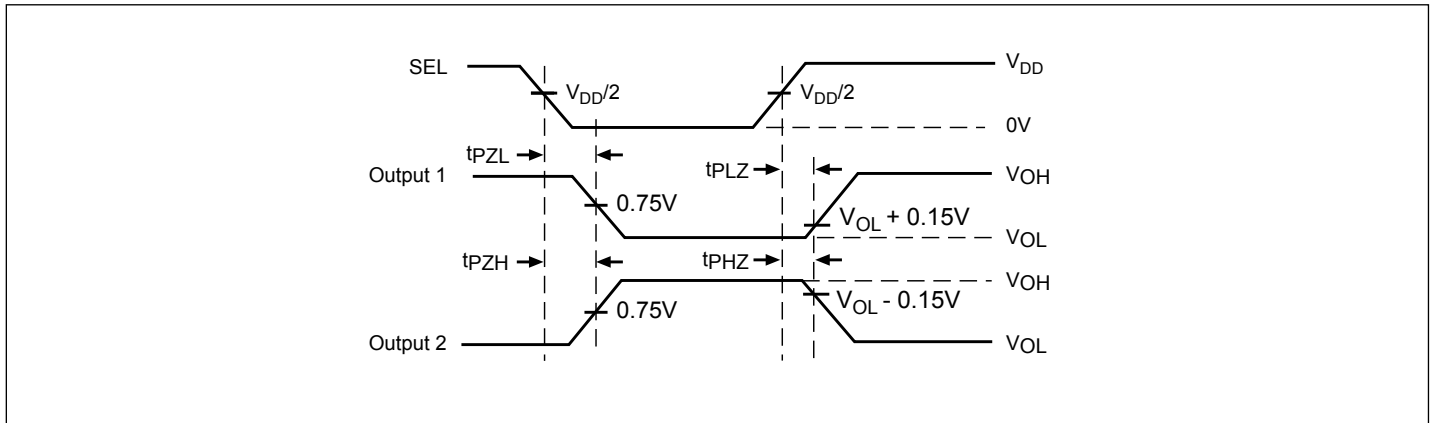 SEL
VDD
VDD/2
VDD/2
0V
tPZL
tPLZ
Output 1
VOH
0.75V
VOL + 0.15V
VOL
tPZH
tPHZ
VOH
VOL - 0.15V
0.75V
Output 2
VOL